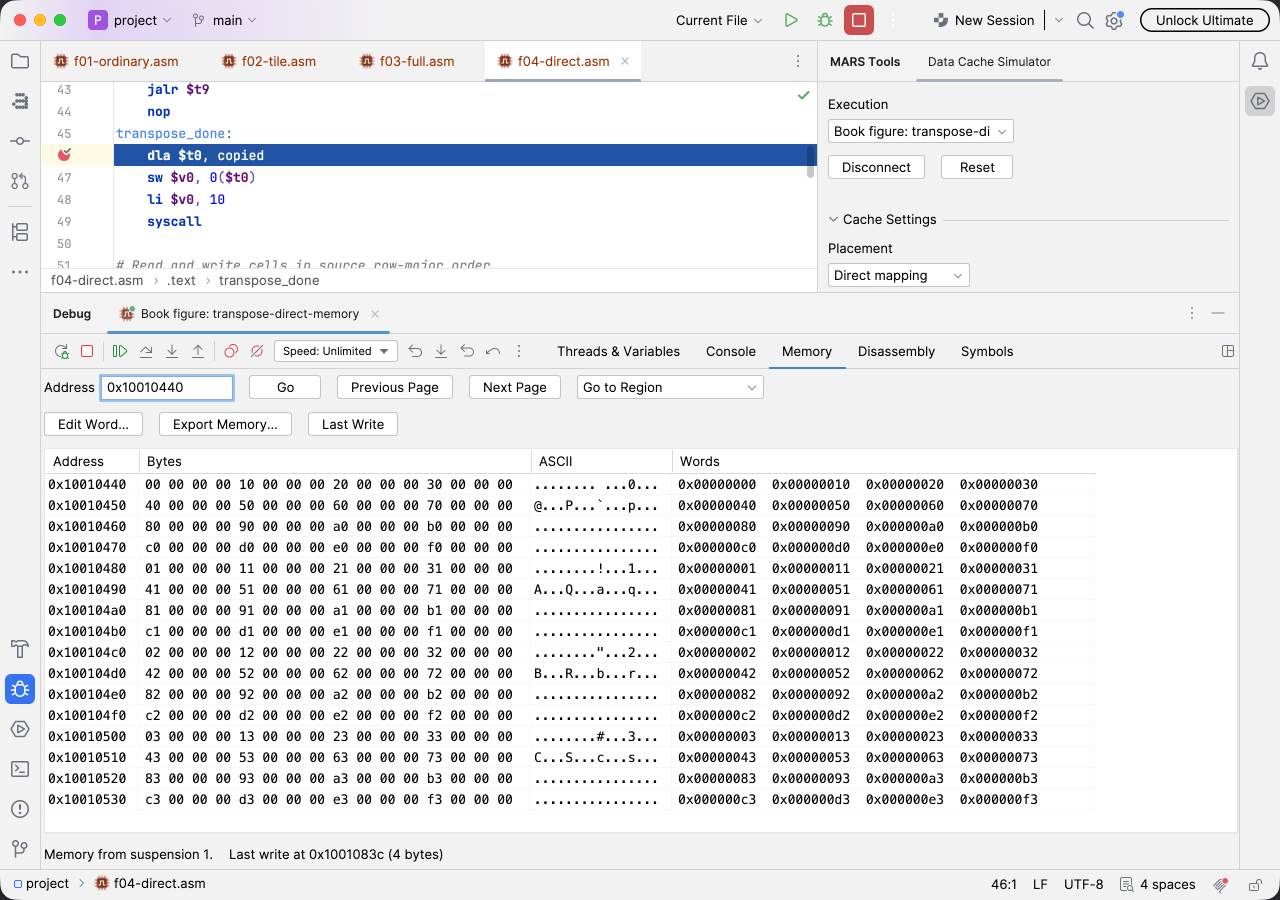 P project main Current File New Session Unlock Ultimate
f01-ordinary.asm f02-tile.asm f03-full.asm f04-direct.asm
43 jalr $t9
44 nop
45 transpose_done:
dla $t0, copied
47 sw $v0, 0($t0)
48 li $v0, 10
49 syscall
50
51 # Read and write cells in source row-major order
f04-direct.asm › .text › transpose_done
MARS Tools Data Cache Simulator
Execution
Book figure: transpose-di
Disconnect Reset
Cache Settings
Placement
Direct mapping
Debug Book figure: transpose-direct-memory
Speed: Unlimited Threads & Variables Console Memory Disassembly Symbols
Address 0x10010440 Go Previous Page Next Page Go to Region
Edit Word... Export Memory... Last Write
Address Bytes ASCII Words
0x10010440 00 00 00 00 10 00 00 00 20 00 00 00 30 00 00 00 ........ ...0... 0x00000000 0x00000010 0x00000020 0x00000030
0x10010450 40 00 00 00 50 00 00 00 60 00 00 00 70 00 00 00 @...P...`...p... 0x00000040 0x00000050 0x00000060 0x00000070
0x10010460 80 00 00 00 90 00 00 00 a0 00 00 00 b0 00 00 00 ................ 0x00000080 0x00000090 0x000000a0 0x000000b0
0x10010470 c0 00 00 00 d0 00 00 00 e0 00 00 00 f0 00 00 00 ................ 0x000000c0 0x000000d0 0x000000e0 0x000000f0
0x10010480 01 00 00 00 11 00 00 00 21 00 00 00 31 00 00 00 ........!...1... 0x00000001 0x00000011 0x00000021 0x00000031
0x10010490 41 00 00 00 51 00 00 00 61 00 00 00 71 00 00 00 A...Q...a...q... 0x00000041 0x00000051 0x00000061 0x00000071
0x100104a0 81 00 00 00 91 00 00 00 a1 00 00 00 b1 00 00 00 ................ 0x00000081 0x00000091 0x000000a1 0x000000b1
0x100104b0 c1 00 00 00 d1 00 00 00 e1 00 00 00 f1 00 00 00 ................ 0x000000c1 0x000000d1 0x000000e1 0x000000f1
0x100104c0 02 00 00 00 12 00 00 00 22 00 00 00 32 00 00 00 ........"...2... 0x00000002 0x00000012 0x00000022 0x00000032
0x100104d0 42 00 00 00 52 00 00 00 62 00 00 00 72 00 00 00 B...R...b...r... 0x00000042 0x00000052 0x00000062 0x00000072
0x100104e0 82 00 00 00 92 00 00 00 a2 00 00 00 b2 00 00 00 ................ 0x00000082 0x00000092 0x000000a2 0x000000b2
0x100104f0 c2 00 00 00 d2 00 00 00 e2 00 00 00 f2 00 00 00 ................ 0x000000c2 0x000000d2 0x000000e2 0x000000f2
0x10010500 03 00 00 00 13 00 00 00 23 00 00 00 33 00 00 00 ........#...3... 0x00000003 0x00000013 0x00000023 0x00000033
0x10010510 43 00 00 00 53 00 00 00 63 00 00 00 73 00 00 00 C...S...c...s... 0x00000043 0x00000053 0x00000063 0x00000073
0x10010520 83 00 00 00 93 00 00 00 a3 00 00 00 b3 00 00 00 ................ 0x00000083 0x00000093 0x000000a3 0x000000b3
0x10010530 c3 00 00 00 d3 00 00 00 e3 00 00 00 f3 00 00 00 ................ 0x000000c3 0x000000d3 0x000000e3 0x000000f3
Memory from suspension 1. Last write at 0x1001083c (4 bytes)
project › f04-direct.asm 46:1 LF UTF-8 4 spaces